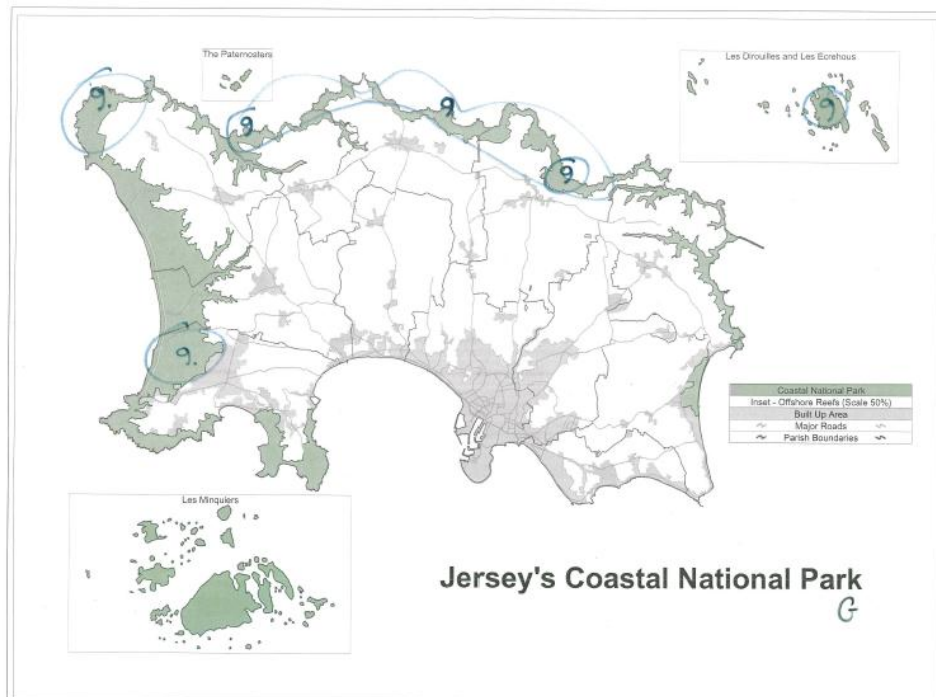 The Paternosters
Les Dirouilles and Les Ecrehous
9.
9
9
9
9
9.
Coastal National Park
Inset - Offshore Reefs (Scale 50%)
Built Up Area
Major Roads
Parish Boundaries
Les Minquiers
Jersey's Coastal National Park
G